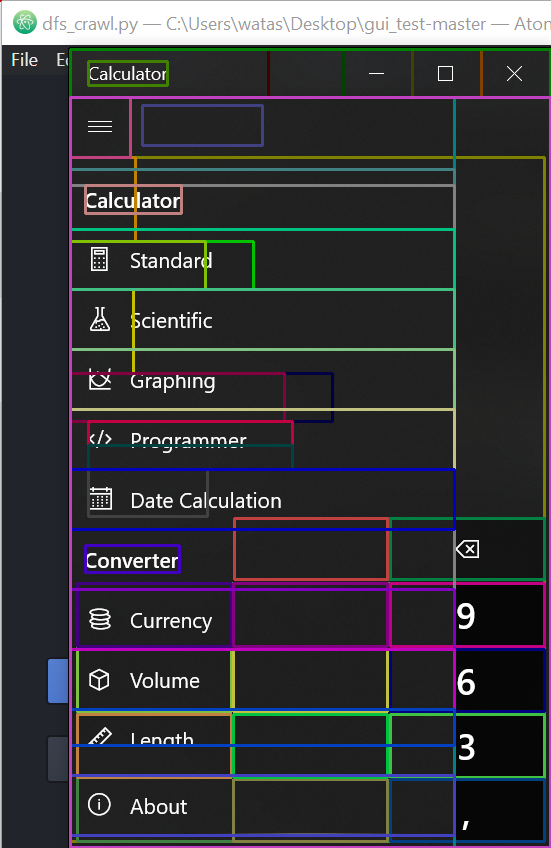 dfs_crawl.py — C:\Users\watas\Desktop\gui_test-master — Atom
File
Calculator
Calculator
Standard
Scientific
Graphing
Programmer
Date Calculation
Converter
Currency
9
Volume
6
Length
3
About
,